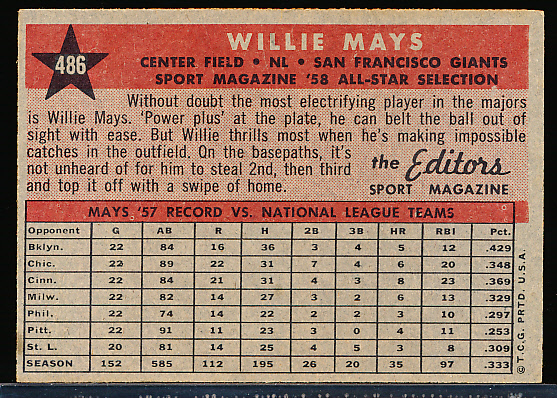 486
WILLIE MAYS
CENTER FIELD • NL • SAN FRANCISCO GIANTS
SPORT MAGAZINE '58 ALL-STAR SELECTION
Without doubt the most electrifying player in the majors
is Willie Mays. 'Power plus' at the plate, he can belt the ball out of
sight with ease. But Willie thrills most when he's making impossible
catches in the outfield. On the basepaths, it's
not unheard of for him to steal 2nd, then third
and top it off with a swipe of home.
the Editors
SPORT MAGAZINE
MAYS '57 RECORD VS. NATIONAL LEAGUE TEAMS
Opponent G AB R H 2B 3B HR RBI Pct.
Bklyn. 22 84 16 36 3 4 5 12 .429
Chic. 22 89 22 31 7 4 6 20 .348
Cinn. 22 84 21 31 4 3 8 23 .369
Milw. 22 82 14 27 3 2 6 13 .329
Phil. 22 74 14 22 2 2 3 10 .297
Pitt. 22 91 11 23 3 0 4 11 .253
St. L. 20 81 14 25 4 5 3 8 .309
SEASON 152 585 112 195 26 20 35 97 .333
© T.C.G. PRTD. U.S.A.